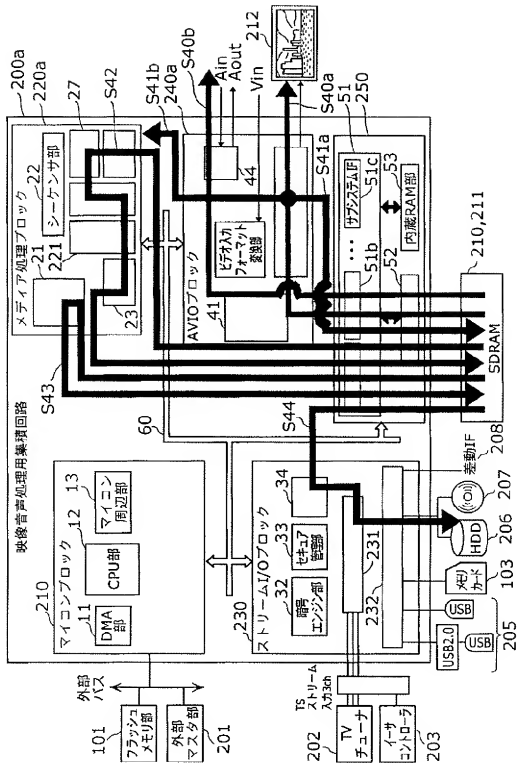 映像音声処理用集積回路
200a
220a
27
S42
S41b
240a
S40b
Ain
Aout
Vin
212
S40a
S41a
51
250
メディア処理ブロック
21
22
シーケンサ部
221
23
S43
AVIOブロック
41
44
ビデオ入力
フォーマット
変換部
51b
51c
サブシステムIF
...
52
53
内蔵RAM部
210,211
SDRAM
60
S44
210
マイコンブロック
11
DMA部
12
CPU部
13
マイコン
周辺部
230
ストリームI/Oブロック
32
暗号
エンジン部
33
セキュア
管理部
34
231
232
差動IF
208
207
206
HDD
103
メモリ
カード
USB
205
USB2.0
USB
外部
バス
101
フラッシュ
メモリ部
201
外部
マスタ部
TS
ストリーム
入力3ch
202
TV
チューナ
203
イーサ
コントローラ